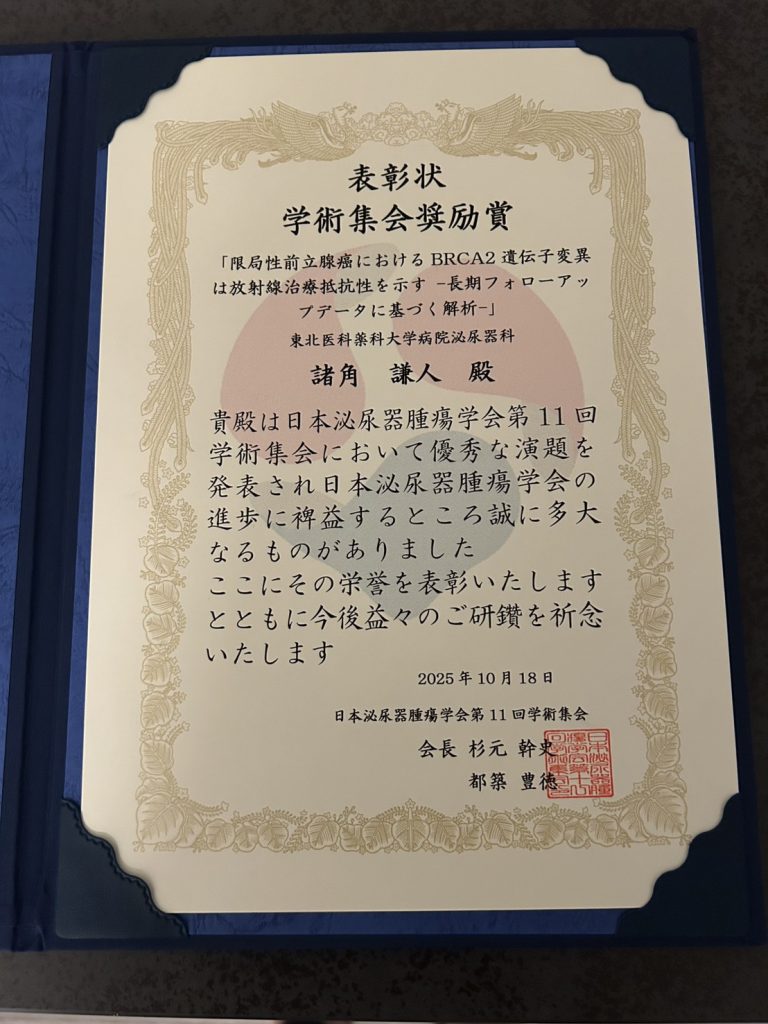 表彰状
学術集会奨励賞
「限局性前立腺癌における BRCA2 遺伝子変異
は放射線治療抵抗性を示す −長期フォローアッ
プデータに基づく解析−」
東北医科薬科大学病院泌尿器科
諸角 謙人 殿
貴殿は日本泌尿器腫瘍学会第 11 回
学術集会において優秀な演題を
発表され日本泌尿器腫瘍学会の
進歩に裨益するところ誠に多大
なるものがありました
ここにその栄誉を表彰いたします
とともに今後益々のご研鑽を祈念
いたします
2025 年 10 月 18 日
日本泌尿器腫瘍学会第 11 回学術集会
会長 杉元 幹史
都築 豊徳